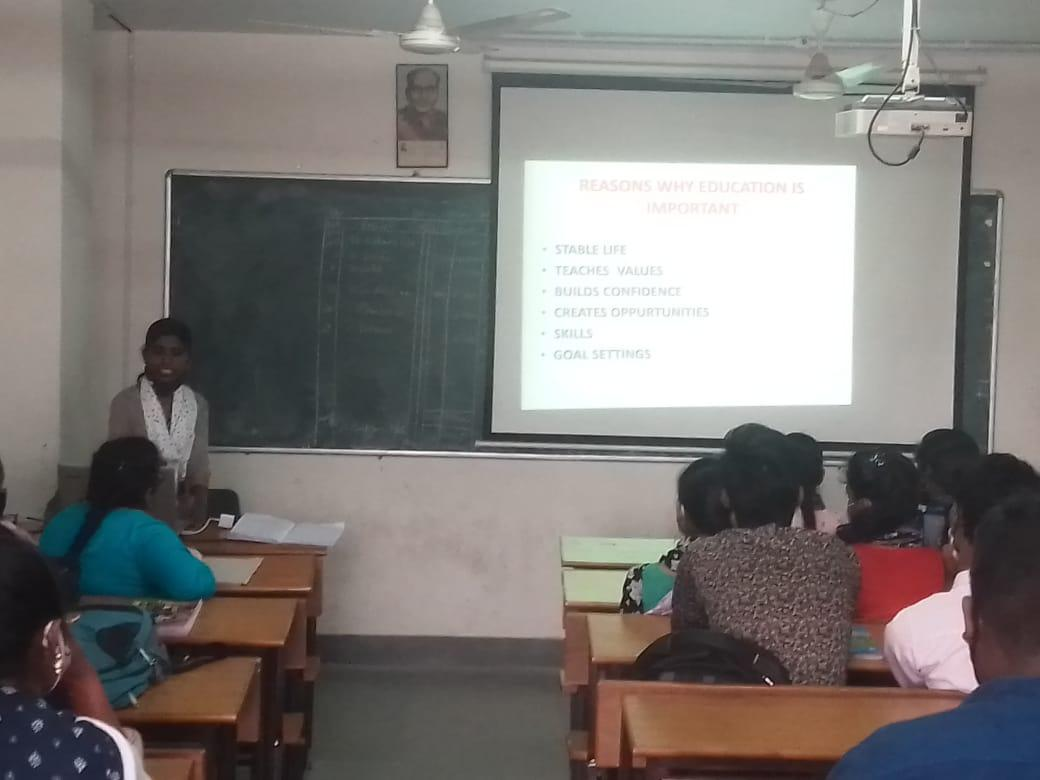 REASONS WHY EDUCATION IS
IMPORTANT
• STABLE LIFE
• TEACHES VALUES
• BUILDS CONFIDENCE
• CREATES OPPURTUNITIES
• SKILLS
• GOAL SETTINGS